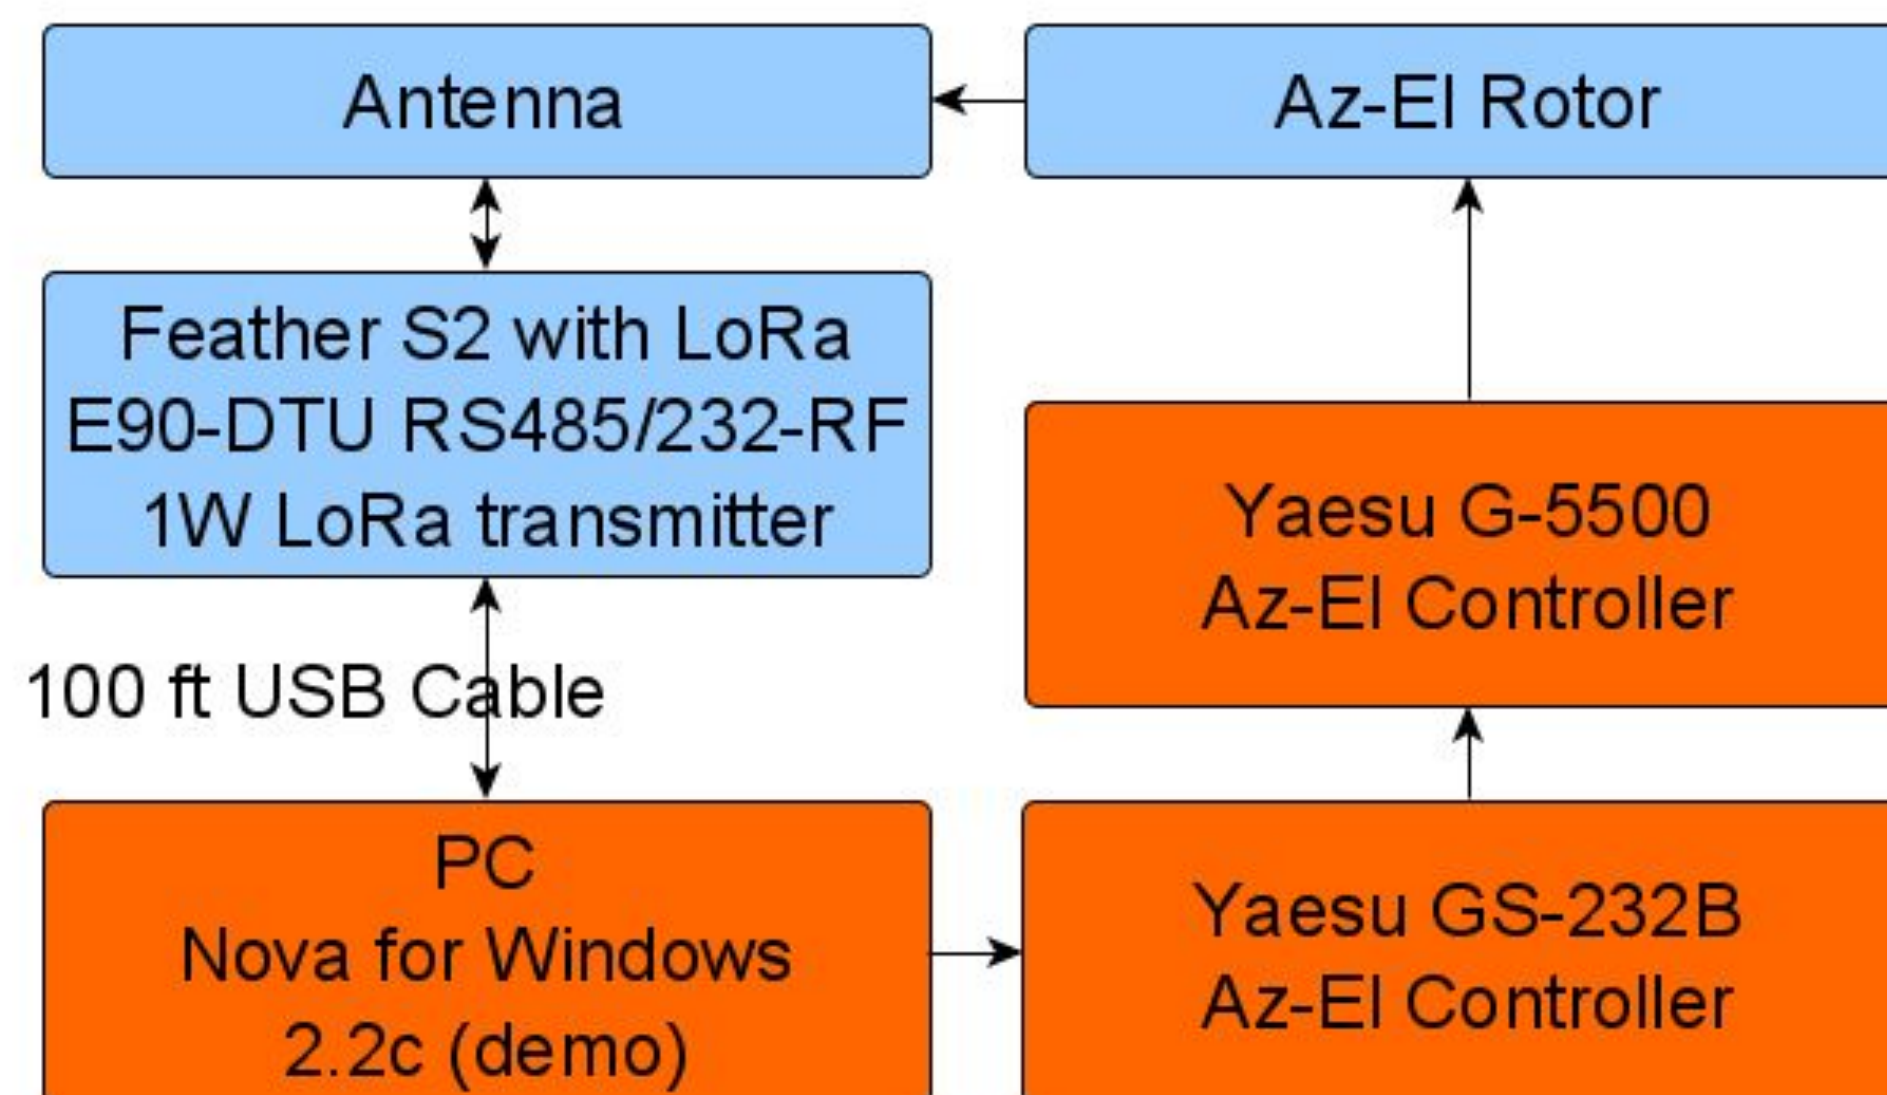 Antenna
Az-El Rotor
Feather S2 with LoRa
E90-DTU RS485/232-RF
1W LoRa transmitter
Yaesu G-5500
Az-El Controller
100 ft USB Cable
PC
Nova for Windows
2.2c (demo)
Yaesu GS-232B
Az-El Controller